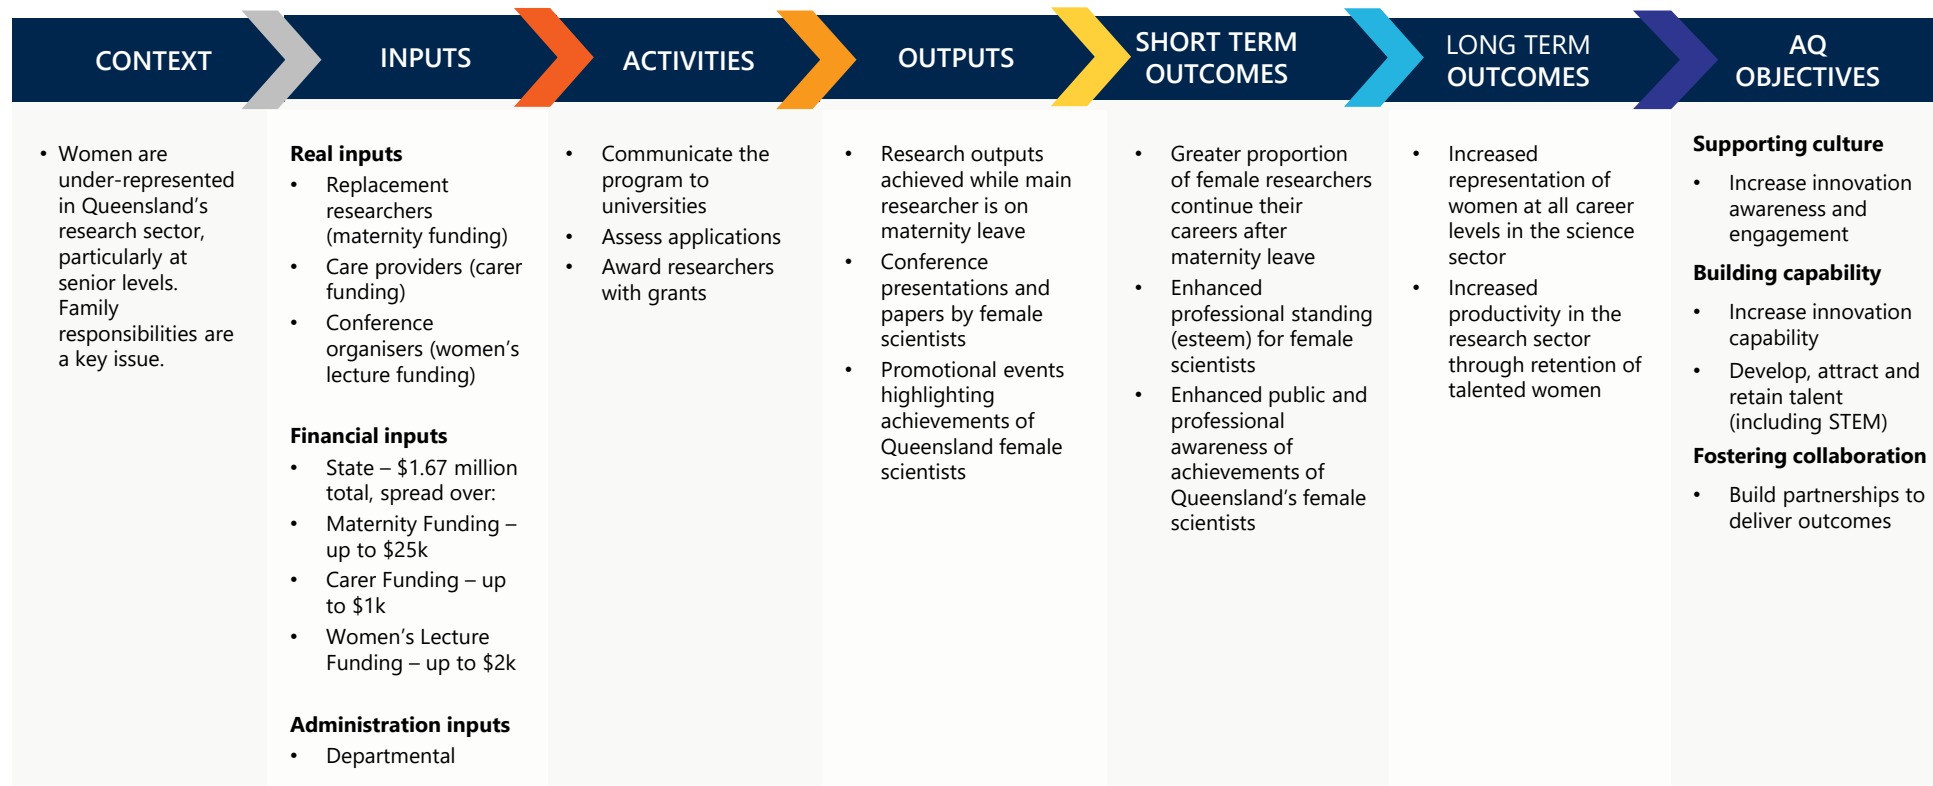 CONTEXT
INPUTS
ACTIVITIES
OUTPUTS
SHORT TERM
OUTCOMES
LONG TERM
OUTCOMES
AQ
OBJECTIVES
• Women are
under-represented
in Queensland’s
research sector,
particularly at
senior levels.
Family
responsibilities are
a key issue.
Real inputs
• Replacement
researchers
(maternity funding)
• Care providers (carer
funding)
• Conference
organisers (women’s
lecture funding)
Financial inputs
• State – $1.67 million
total, spread over:
• Maternity Funding –
up to $25k
• Carer Funding – up
to $1k
• Women’s Lecture
Funding – up to $2k
Administration inputs
• Departmental
• Communicate the
program to
universities
• Assess applications
• Award researchers
with grants
• Research outputs
achieved while main
researcher is on
maternity leave
• Conference
presentations and
papers by female
scientists
• Promotional events
highlighting
achievements of
Queensland female
scientists
• Greater proportion
of female researchers
continue their
careers after
maternity leave
• Enhanced
professional standing
(esteem) for female
scientists
• Enhanced public and
professional
awareness of
achievements of
Queensland’s female
scientists
• Increased
representation of
women at all career
levels in the science
sector
• Increased
productivity in the
research sector
through retention of
talented women
Supporting culture
• Increase innovation
awareness and
engagement
Building capability
• Increase innovation
capability
• Develop, attract and
retain talent
(including STEM)
Fostering collaboration
• Build partnerships to
deliver outcomes